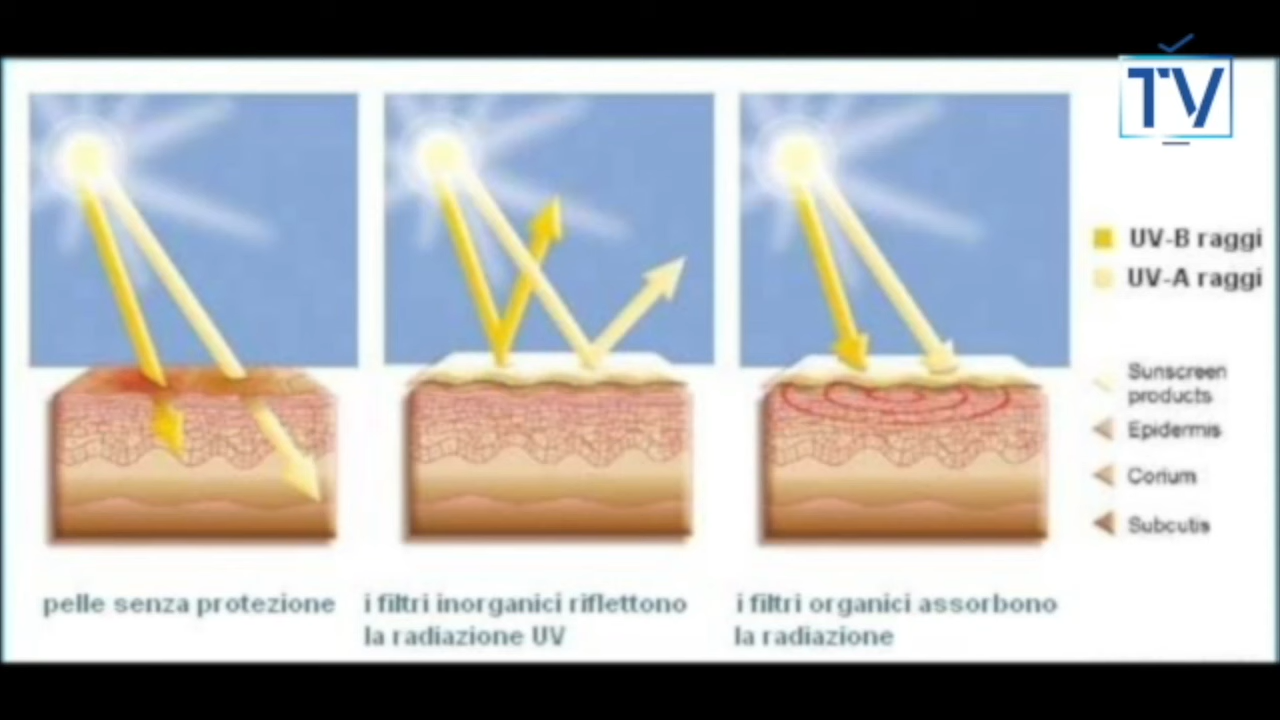 TV
UV-B raggi
UV-A raggi
Sunscreen
products
Epidermis
Corium
Subcutis
pelle senza protezione
i filtri inorganici riflettono
la radiazione UV
i filtri organici assorbono
la radiazione